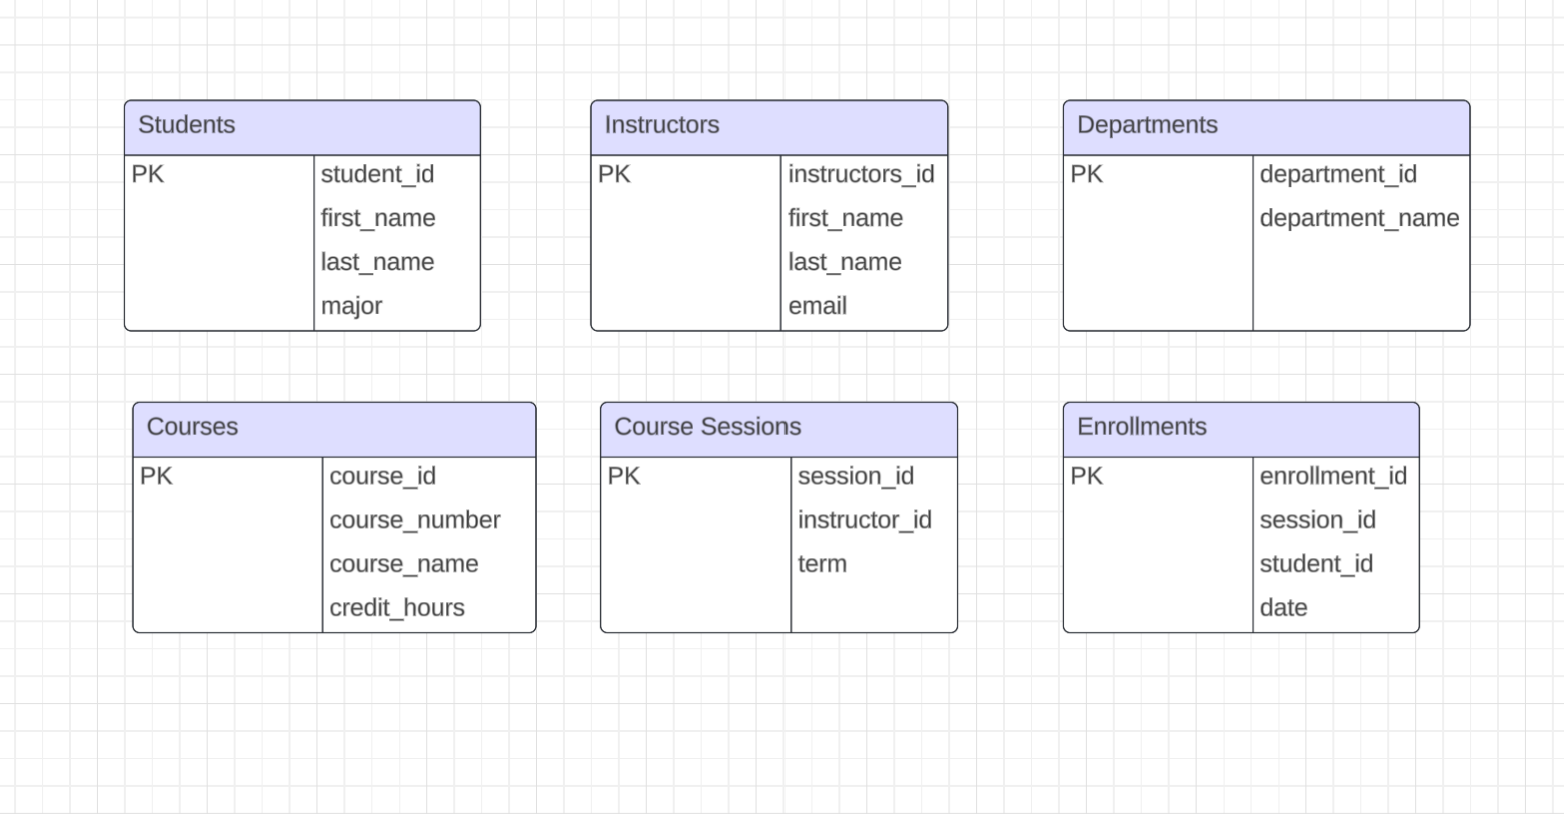 Students
PK student_id
first_name
last_name
major
Instructors
PK instructors_id
first_name
last_name
email
Departments
PK department_id
department_name
Courses
PK course_id
course_number
course_name
credit_hours
Course Sessions
PK session_id
instructor_id
term
Enrollments
PK enrollment_id
session_id
student_id
date